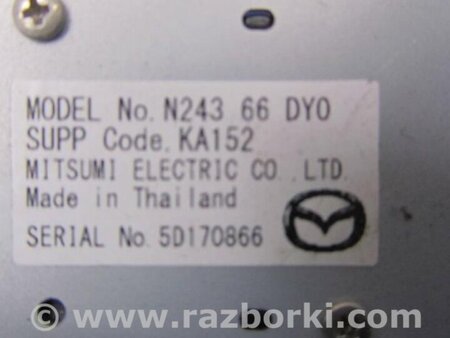 MODEL No. N243 66 DY0
SUPP Code. KA152
MITSUMI ELECTRIC CO., LTD.
Made in Thailand
SERIAL No. 5D170866
www.razborki.com